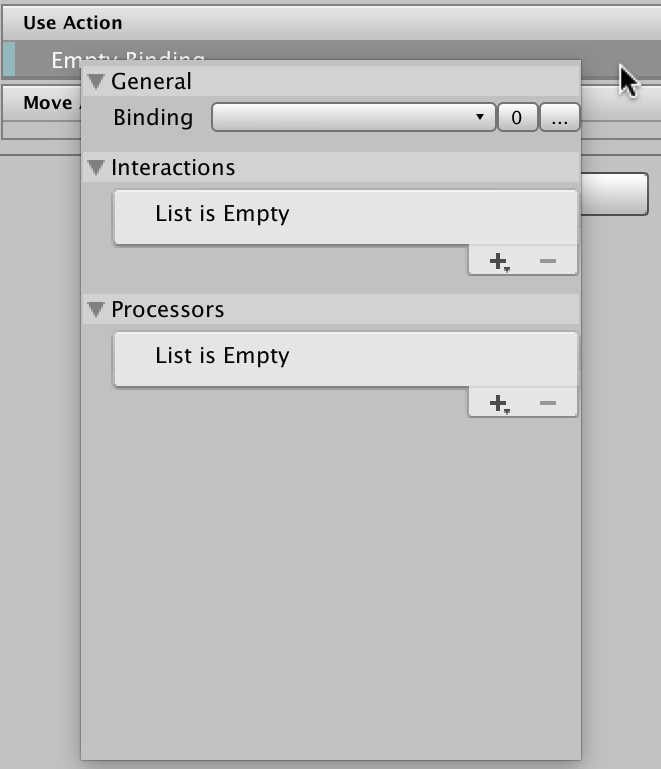 Use Action
Empty Binding
General
Binding
0
...
Move
Interactions
List is Empty
Processors
List is Empty